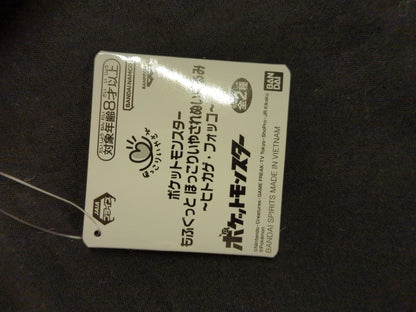 対象年齢8才以上
BANDAI NAMCO
全2種
BANDAI
ポケットモンスター
もふぐっと ほっこりいやされぬいぐるみ
～ヒトカゲ・フォッコ～
ポケットモンスター
©Nintendo・Creatures・GAME FREAK・TV Tokyo・ShoPro・JR Kikaku
©Pokémon
BANDAI SPIRITS MADE IN VIETNAM